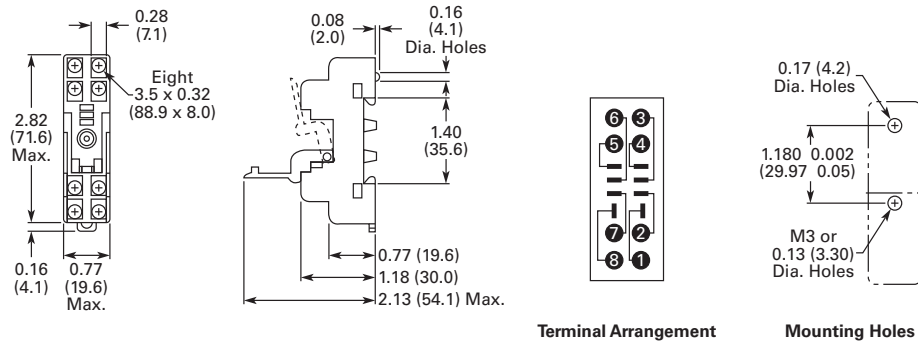 0.28
(7.1)
Eight
3.5 x 0.32
(88.9 x 8.0)
2.82
(71.6)
Max.
0.16
(4.1)
0.77
(19.6)
Max.
0.08
(2.0)
0.16
(4.1)
Dia. Holes
1.40
(35.6)
0.77 (19.6)
1.18 (30.0)
2.13 (54.1) Max.
6 3
5 4
7 2
8 1
Terminal Arrangement
0.17 (4.2)
Dia. Holes
1.180 0.002
(29.97 0.05)
M3 or
0.13 (3.30)
Dia. Holes
Mounting Holes